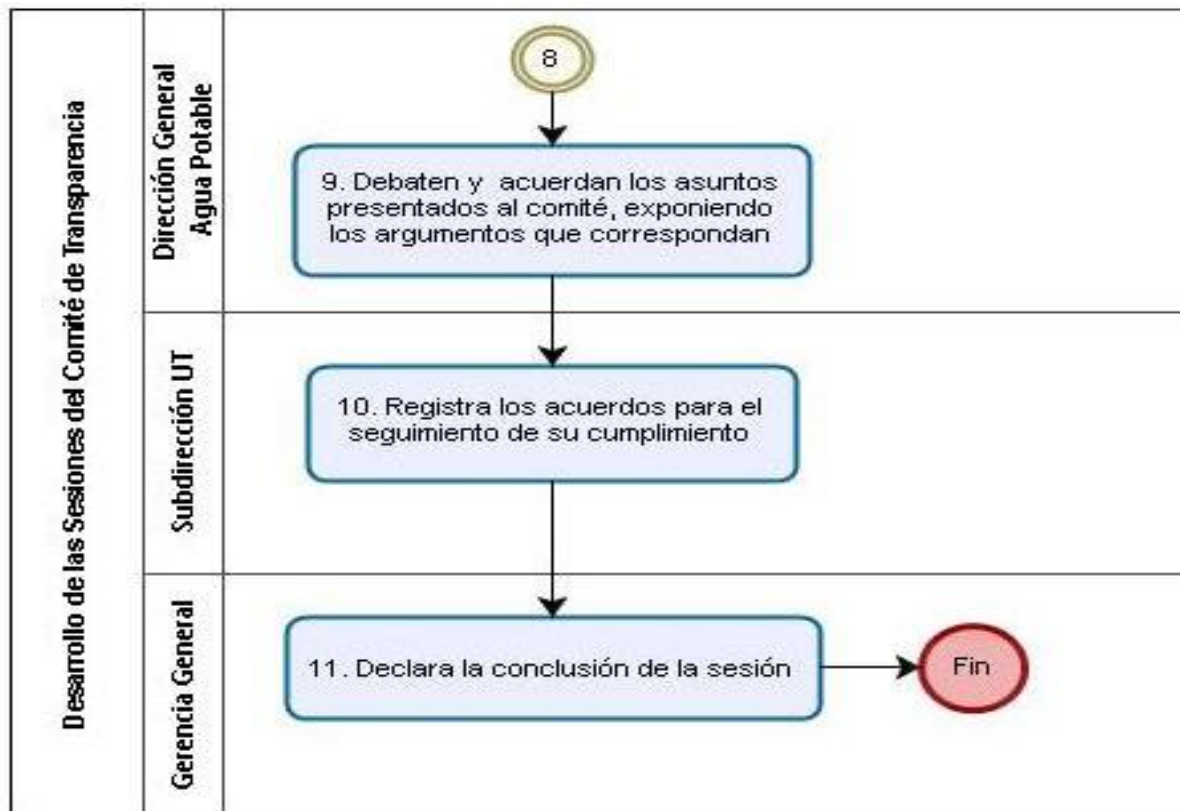 Desarrollo de las Sesiones del Comité de Transparencia
Dirección General
Agua Potable
8
9. Debaten y acuerdan los asuntos
presentados al comité, exponiendo
los argumentos que correspondan
Subdirección UT
10. Registra los acuerdos para el
seguimiento de su cumplimiento
Gerencia General
11. Declara la conclusión de la sesión
Fin